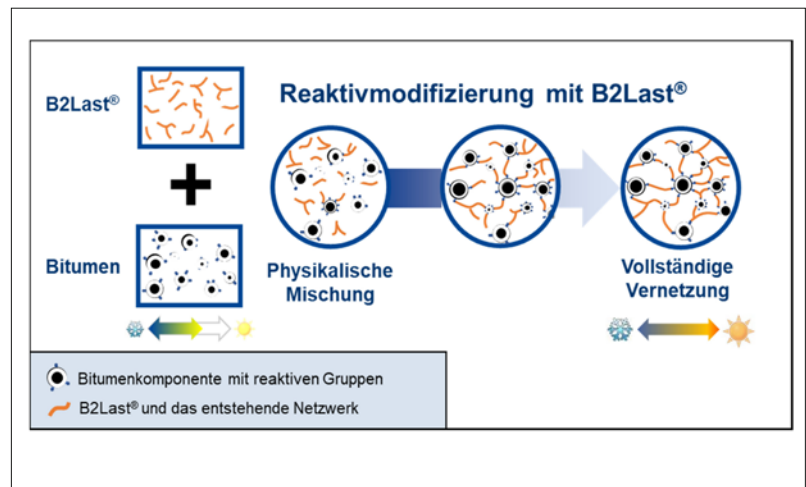 B2Last®
Reaktivmodifizierung mit B2Last®
Bitumen
Physikalische
Mischung
Vollständige
Vernetzung
Bitumenkomponente mit reaktiven Gruppen
B2Last® und das entstehende Netzwerk